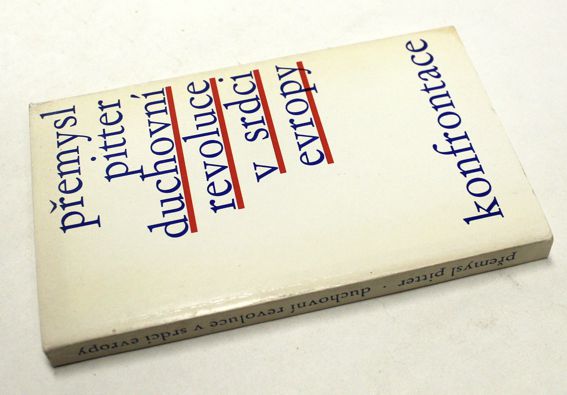 přemysl
pitter
duchovní
revoluce
v srdci
evropy
konfrontace
přemysl pitter · duchovní revoluce v srdci evropy